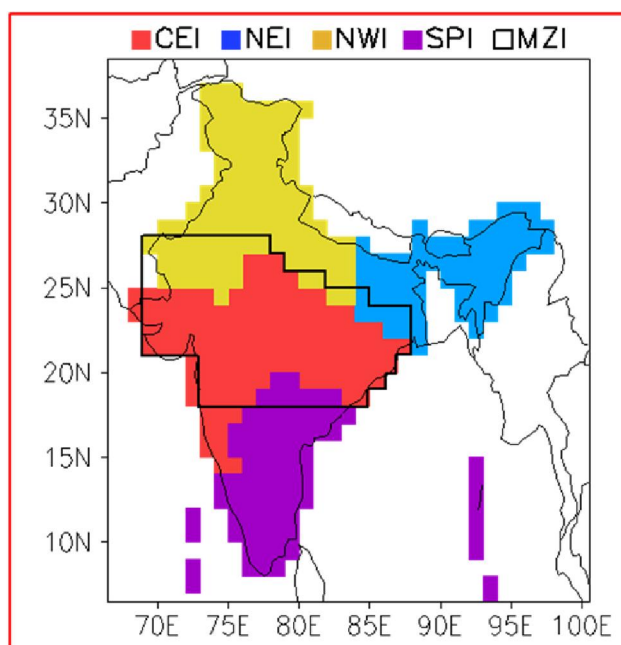 CEI NEI NWI SPI MZI
35N
30N
25N
20N
15N
10N
70E 75E 80E 85E 90E 95E 100E